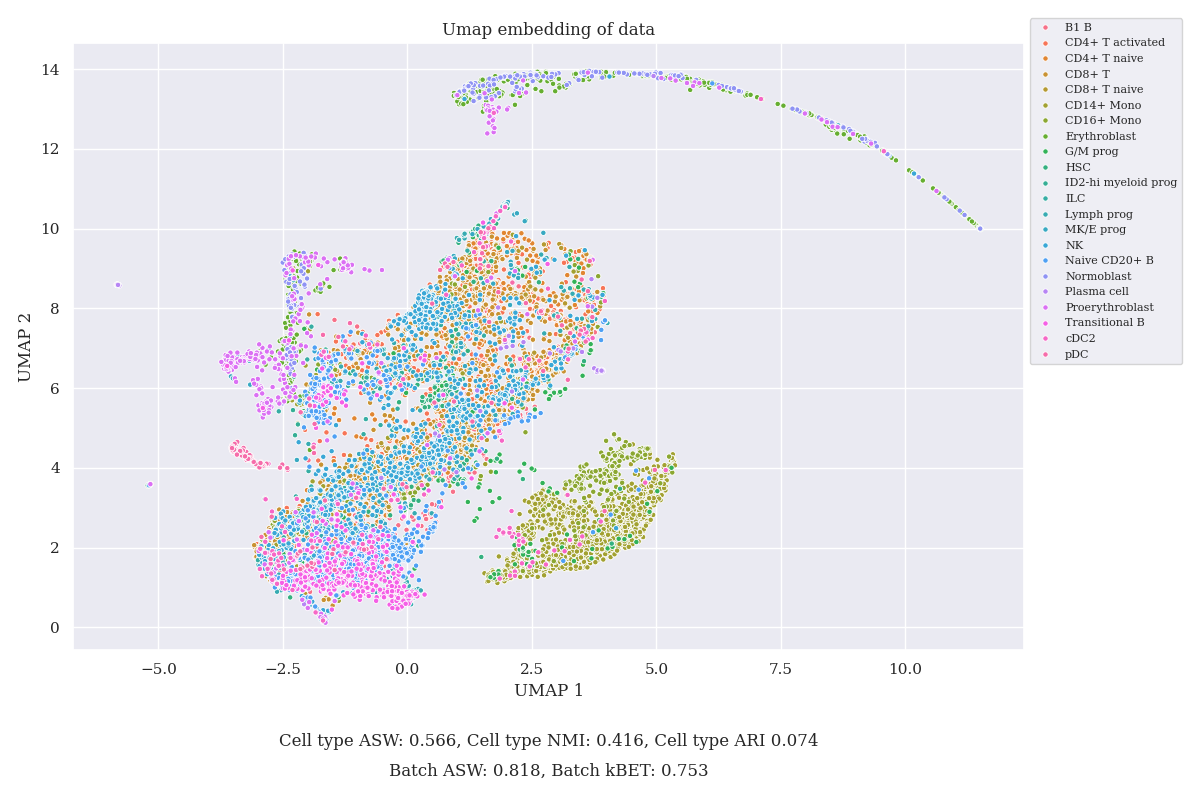 Umap embedding of data
B1 B
CD4+ T activated
CD4+ T naive
CD8+ T
CD8+ T naive
CD14+ Mono
CD16+ Mono
Erythroblast
G/M prog
HSC
ID2-hi myeloid prog
ILC
Lymph prog
MK/E prog
NK
Naive CD20+ B
Normoblast
Plasma cell
Proerythroblast
Transitional B
cDC2
pDC
14
12
10
8
6
4
2
0
UMAP 2
−5.0 −2.5 0.0 2.5 5.0 7.5 10.0
UMAP 1
Cell type ASW: 0.566, Cell type NMI: 0.416, Cell type ARI 0.074
Batch ASW: 0.818, Batch kBET: 0.753